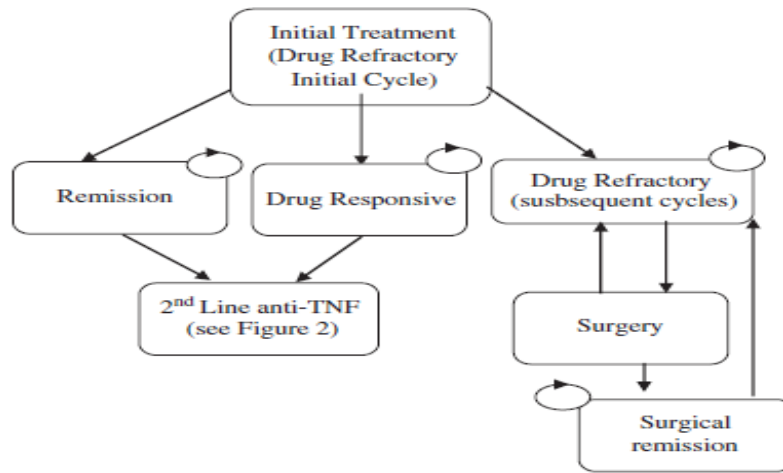 Initial Treatment
(Drug Refractory
Initial Cycle)
Remission
Drug Responsive
Drug Refractory
(susbsequent cycles)
2nd Line anti-TNF
(see Figure 2)
Surgery
Surgical
remission